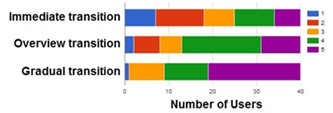 Immediate transition
Overview transition
Gradual transition
0 10 20 30 40
Number of Users
1
2
3
4
5